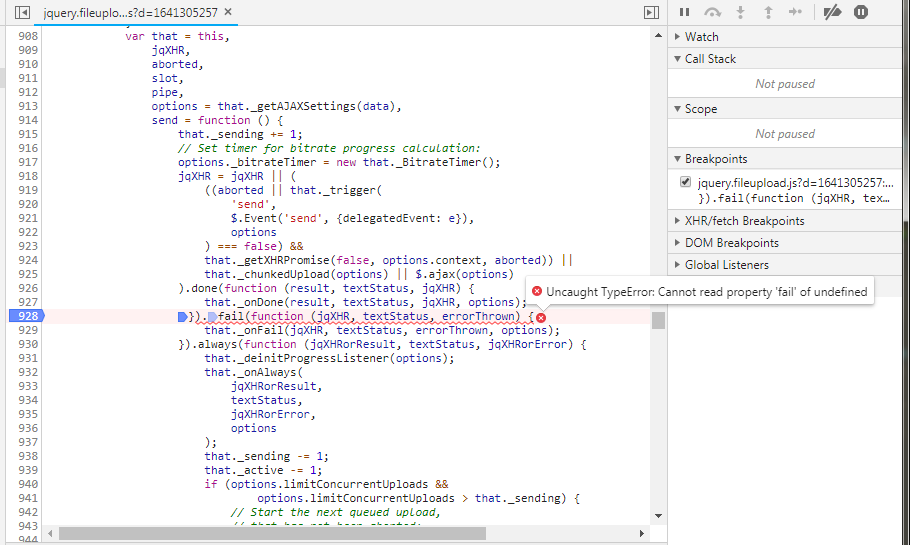 jquery.fileuplo…s?d=1641305257 ×
908 var that = this,
909 jqXHR,
910 aborted,
911 slot,
912 pipe,
913 options = that._getAJAXSettings(data),
914 send = function () {
915 that._sending += 1;
916 // Set timer for bitrate progress calculation:
917 options._bitrateTimer = new that._BitrateTimer();
918 jqXHR = jqXHR || (
919 ((aborted || that._trigger(
920 'send',
921 $.Event('send', {delegatedEvent: e}),
922 options
923 ) === false) &&
924 that._getXHRPromise(false, options.context, aborted)) ||
925 that._chunkedUpload(options) || $.ajax(options)
926 ).done(function (result, textStatus, jqXHR) {
927 that._onDone(result, textStatus, jqXHR, options);
928 }).fail(function (jqXHR, textStatus, errorThrown) {
929 that._onFail(jqXHR, textStatus, errorThrown, options);
930 }).always(function (jqXHRorResult, textStatus, jqXHRorError) {
931 that._deinitProgressListener(options);
932 that._onAlways(
933 jqXHRorResult,
934 textStatus,
935 jqXHRorError,
936 options
937 );
938 that._sending -= 1;
939 that._active -= 1;
940 if (options.limitConcurrentUploads &&
941 options.limitConcurrentUploads > that._sending) {
942 // Start the next queued upload,
943 // that has not been aborted:
944
Uncaught TypeError: Cannot read property 'fail' of undefined
Watch
Call Stack
Not paused
Scope
Not paused
Breakpoints
jquery.fileupload.js?d=1641305257:…
}).fail(function (jqXHR, tex…
XHR/fetch Breakpoints
DOM Breakpoints
Global Listeners